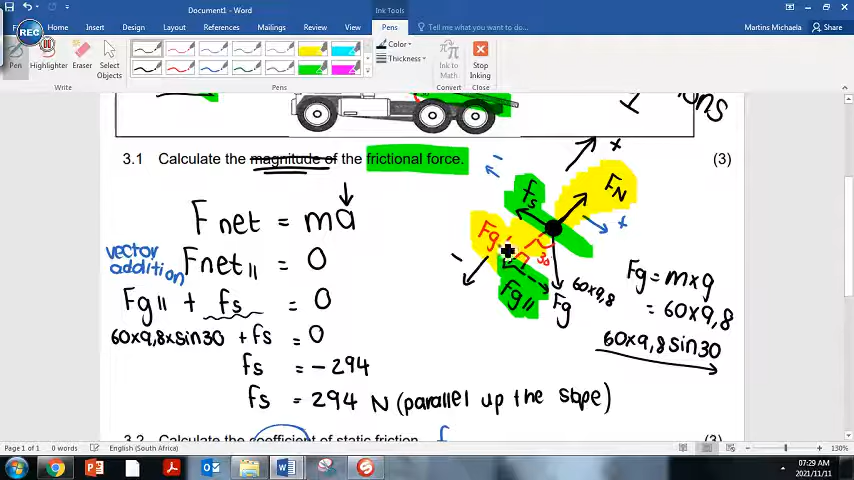 Document1 - Word
Ink Tools
Martins Michaela
REC
Home Insert Draw Design Layout References Mailings Review View Pens Tell me what you want to do... Share
Pen Highlighter Eraser Select Objects
Color
Thickness
Ink to Math
Stop Inking
Write Pens Convert Close
3.1 Calculate the magnitude of the frictional force. (3)
Fnet = ma
vector addition
Fnet|| = 0
Fg|| + fs = 0
60×9,8×sin30 + fs = 0
fs = -294
fs = 294 N (parallel up the slope)
- + fs FN
+
Fg 30
-
Fg|| Fg 60×9,8
Fg = m×g
= 60×9,8
60×9,8 sin30
3.2 Calculate the coefficient of static friction. f (3)
Page 1 of 1 0 words English (South Africa) 130%
07:29 AM
2021/11/11